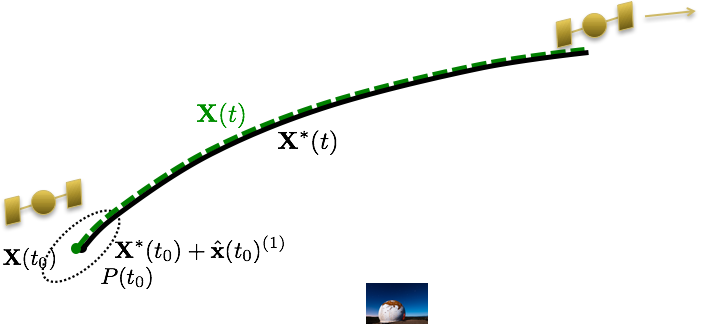 𝐗(t)
𝐗*(t)
𝐗(t₀)
𝐗*(t₀) + 𝐱̂(t₀)⁽¹⁾
P(t₀)